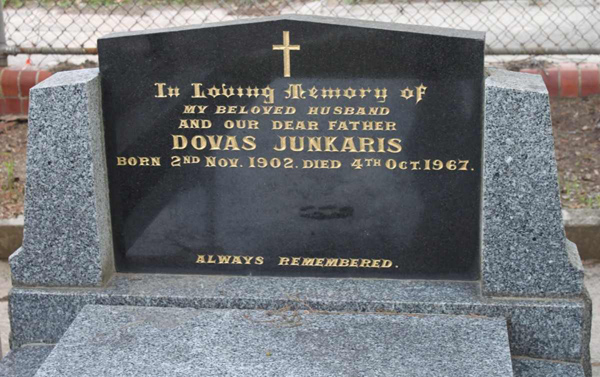 In Loving Memory of
MY BELOVED HUSBAND
AND OUR DEAR FATHER
DOVAS JUNKARIS
BORN 2ND NOV. 1902. DIED 4TH OCT. 1967.
ALWAYS REMEMBERED.